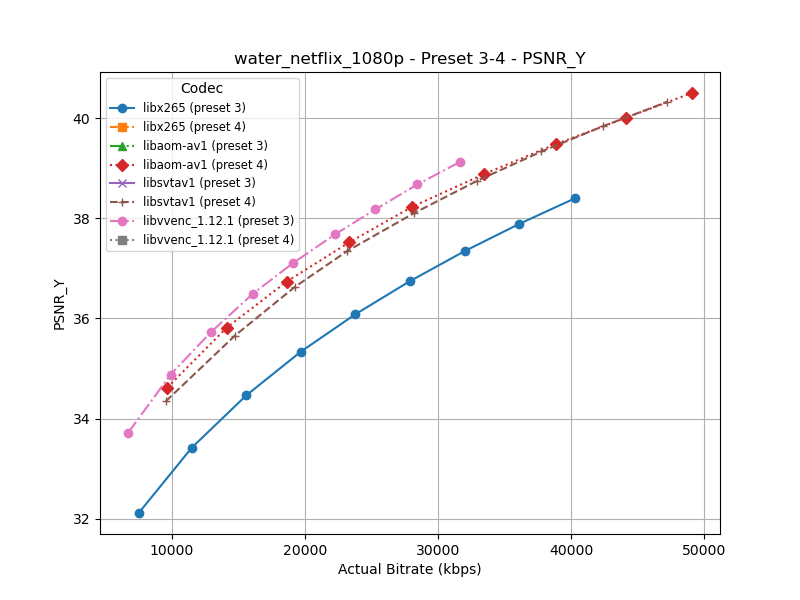 water_netflix_1080p - Preset 3-4 - PSNR_Y
Codec
libx265 (preset 3)
libx265 (preset 4)
libaom-av1 (preset 3)
libaom-av1 (preset 4)
libsvtav1 (preset 3)
libsvtav1 (preset 4)
libvvenc_1.12.1 (preset 3)
libvvenc_1.12.1 (preset 4)
PSNR_Y
40
38
36
34
32
10000 20000 30000 40000 50000
Actual Bitrate (kbps)